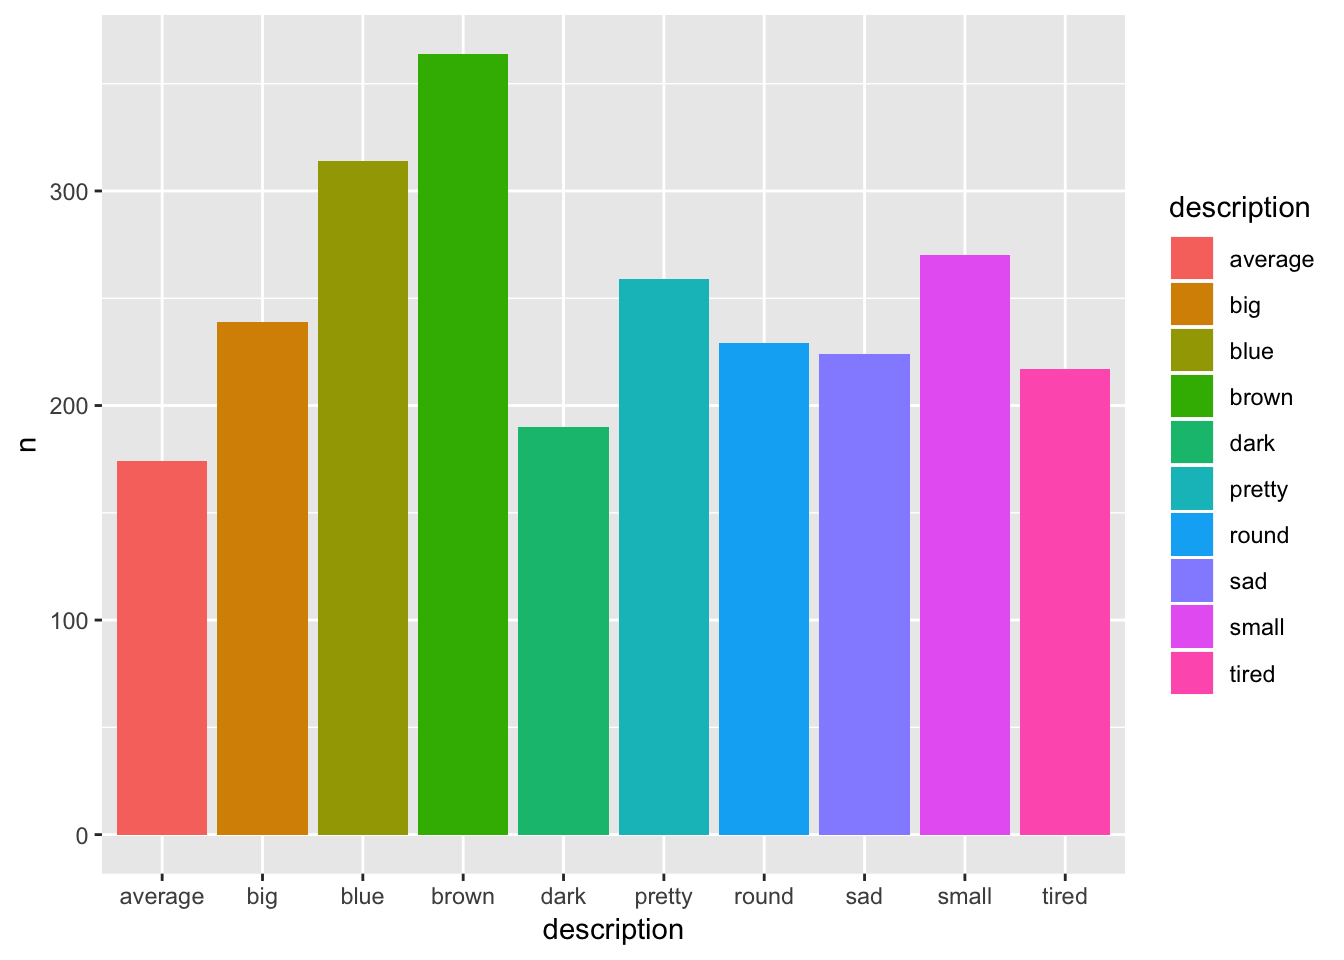 n
300
200
100
0
average big blue brown dark pretty round sad small tired
description
description
average
big
blue
brown
dark
pretty
round
sad
small
tired